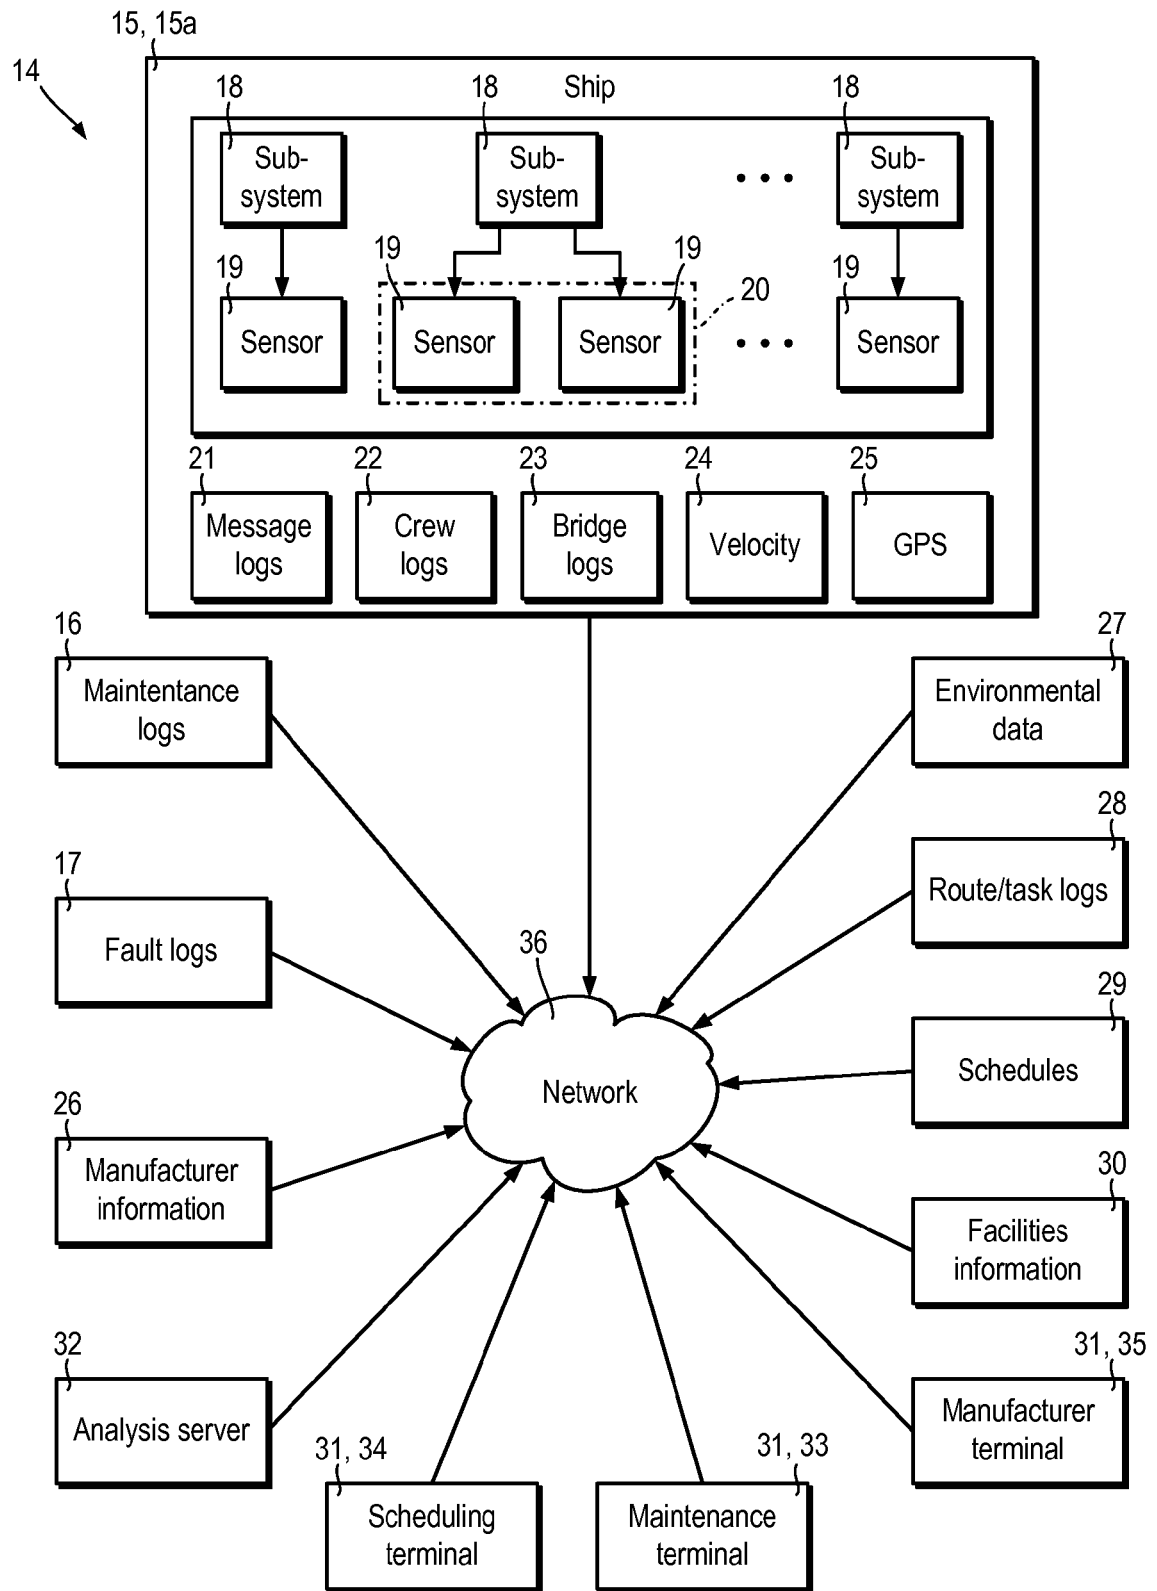 15, 15a
14
Ship
18
18
18
Sub-
system
Sub-
system
• • •
Sub-
system
19
19
19
20
19
Sensor
Sensor
Sensor
• • •
Sensor
21
22
23
24
25
Message
logs
Crew
logs
Bridge
logs
Velocity
GPS
16
Maintentance
logs
27
Environmental
data
28
Route/task logs
17
Fault logs
36
Network
29
Schedules
26
Manufacturer
information
30
Facilities
information
32
Analysis server
31, 34
Scheduling
terminal
31, 33
Maintenance
terminal
31, 35
Manufacturer
terminal